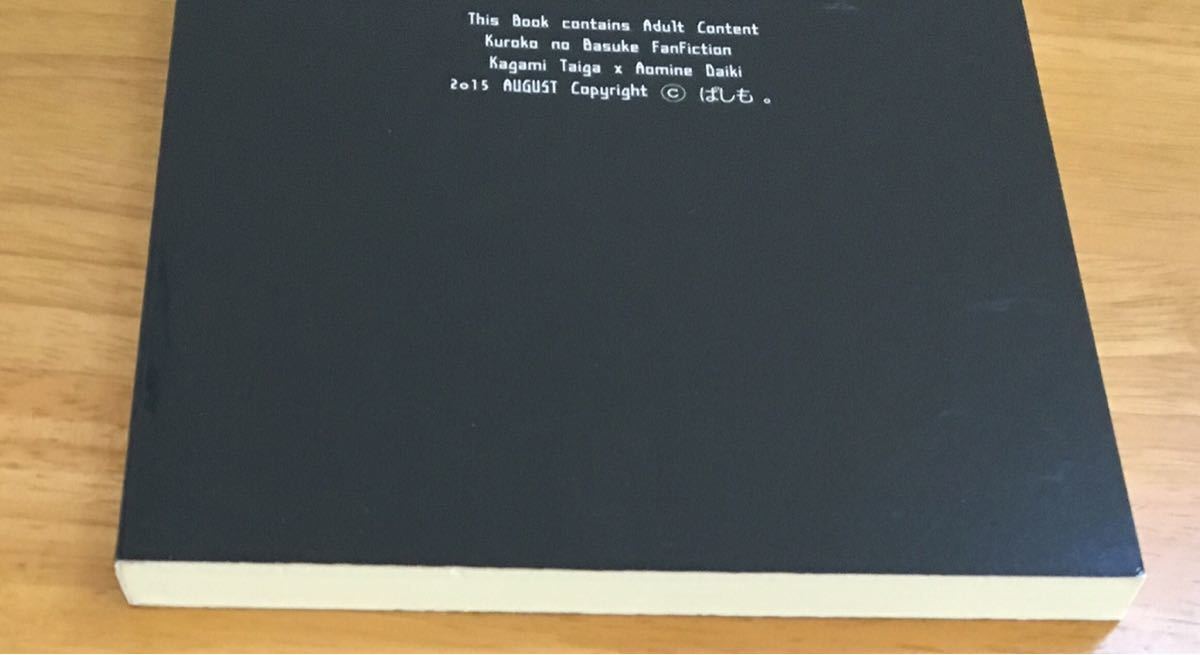 This Book contains Adult Content
Kuroko no Basuke FanFiction
Kagami Taiga x Aomine Daiki
2015 AUGUST Copyright © ぱしも。